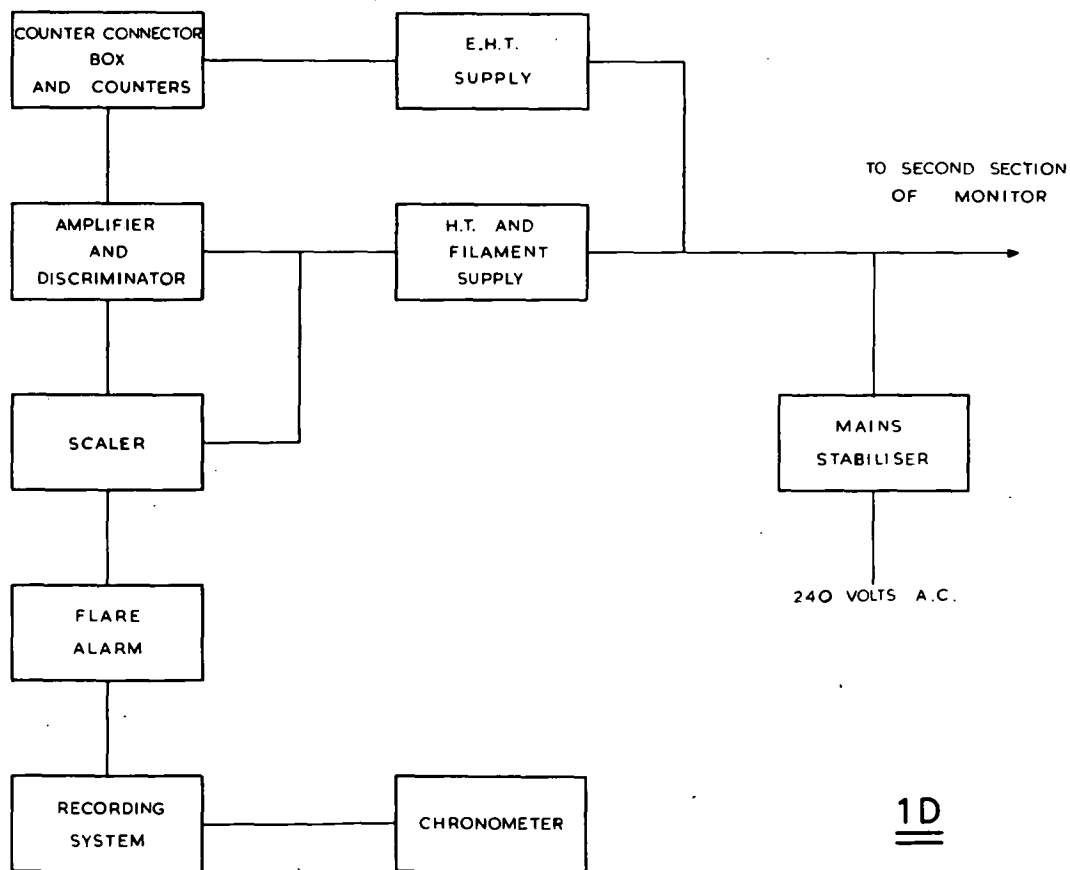 COUNTER CONNECTOR
BOX
AND COUNTERS
E.H.T.
SUPPLY
TO SECOND SECTION
OF MONITOR
AMPLIFIER
AND
DISCRIMINATOR
H.T. AND
FILAMENT
SUPPLY
SCALER
MAINS
STABILISER
240 VOLTS A.C.
FLARE
ALARM
RECORDING
SYSTEM
CHRONOMETER
1D